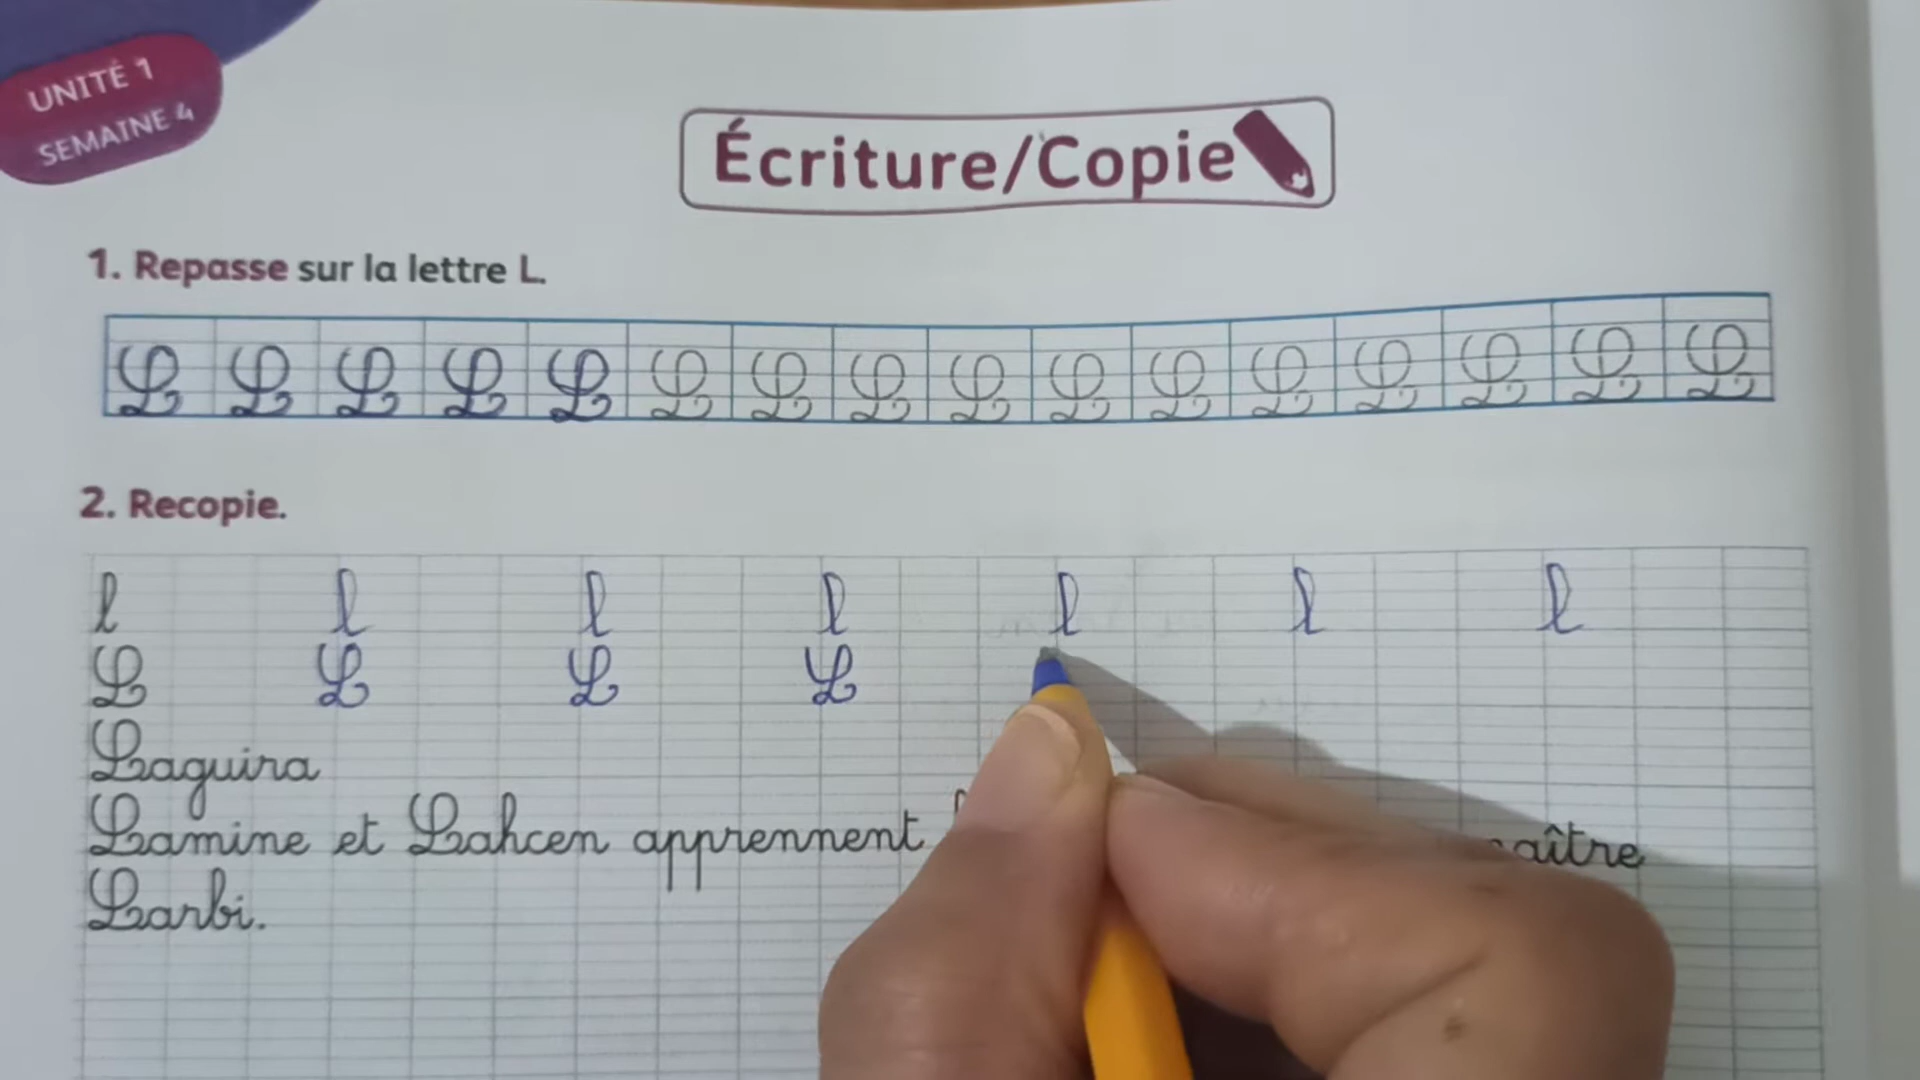 UNITÉ 1
SEMAINE 4
Écriture/Copie
1. Repasse sur la lettre L.
L L L L L L L L L L L L L L L L
2. Recopie.
l l l l l l l
L L L L
Laguira
Lamine et Lahcen apprennent
Larbi.